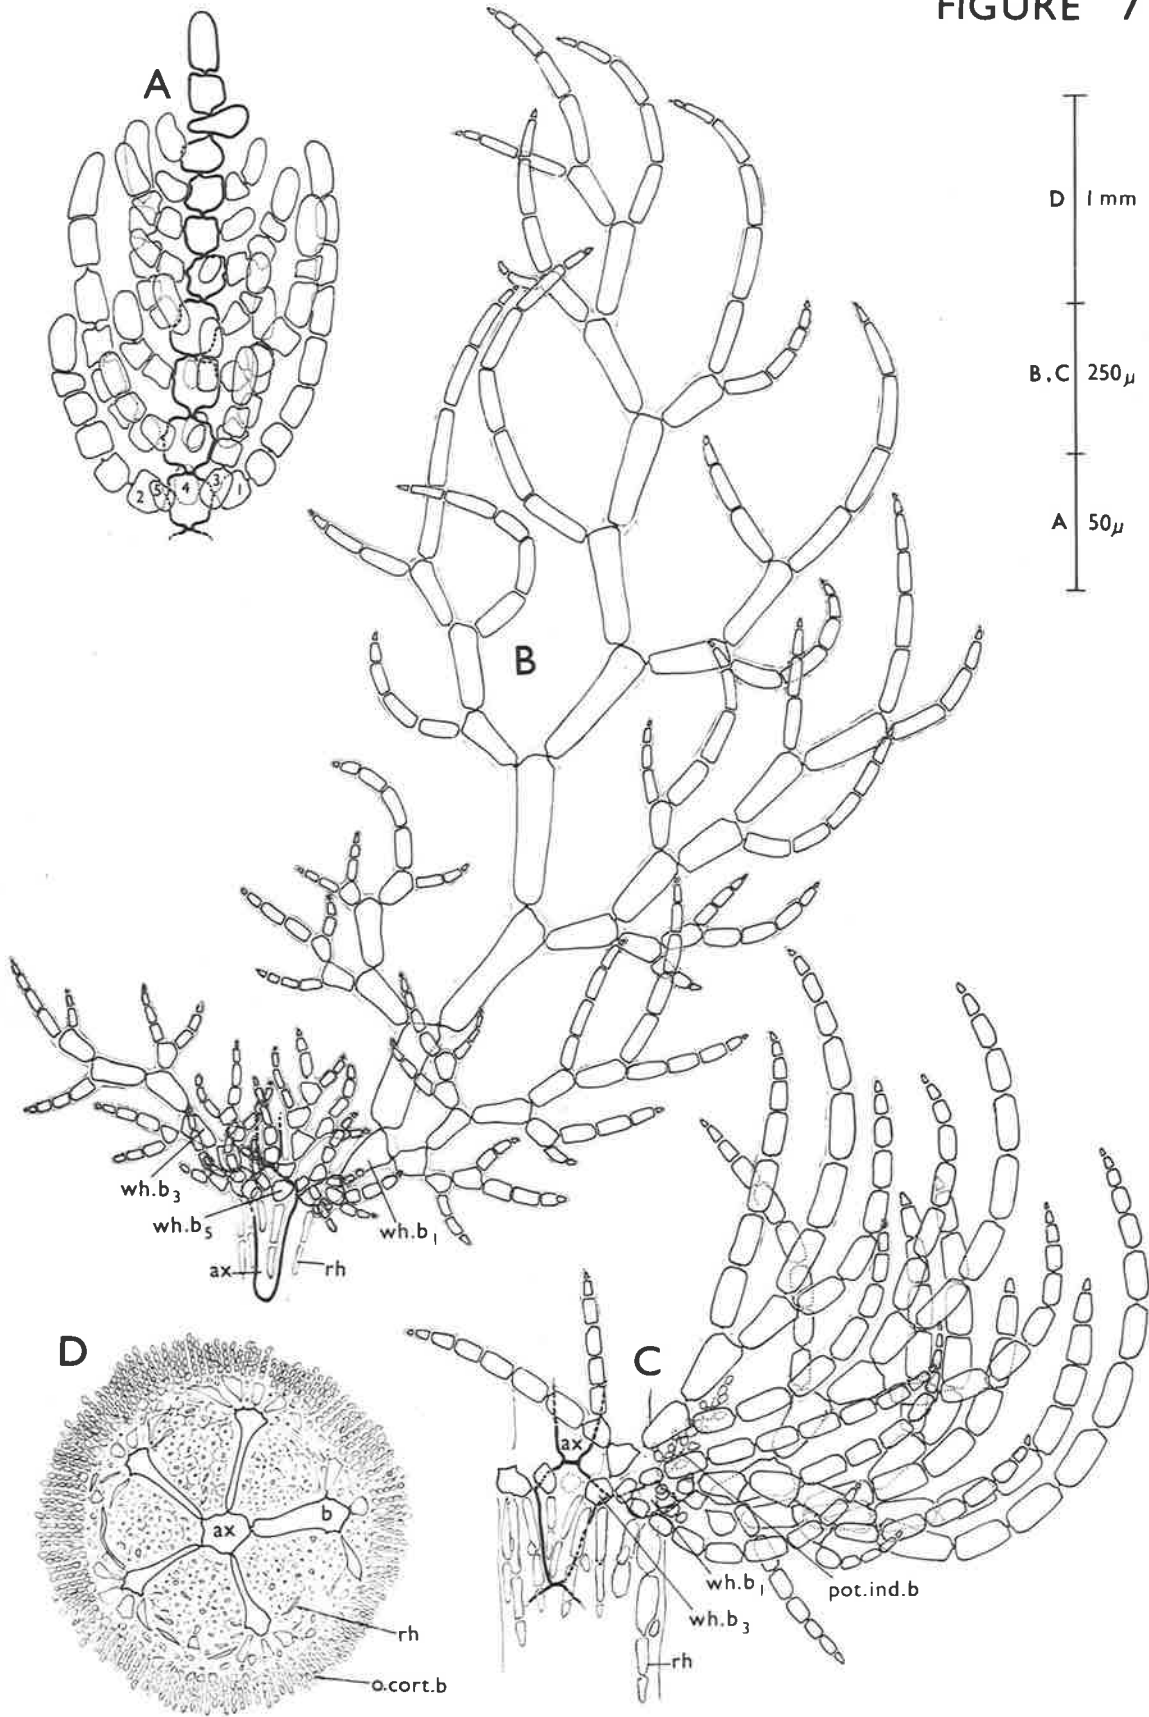 FIGURE 7
A
D 1 mm
B.C 250µ
A 50µ
2 5 4 3 1
B
wh.b3
wh.b5
wh.b1
ax
rh
D
C
ax
ax
b
wh.b1
pot.ind.b
wh.b3
rh
rh
o.cort.b